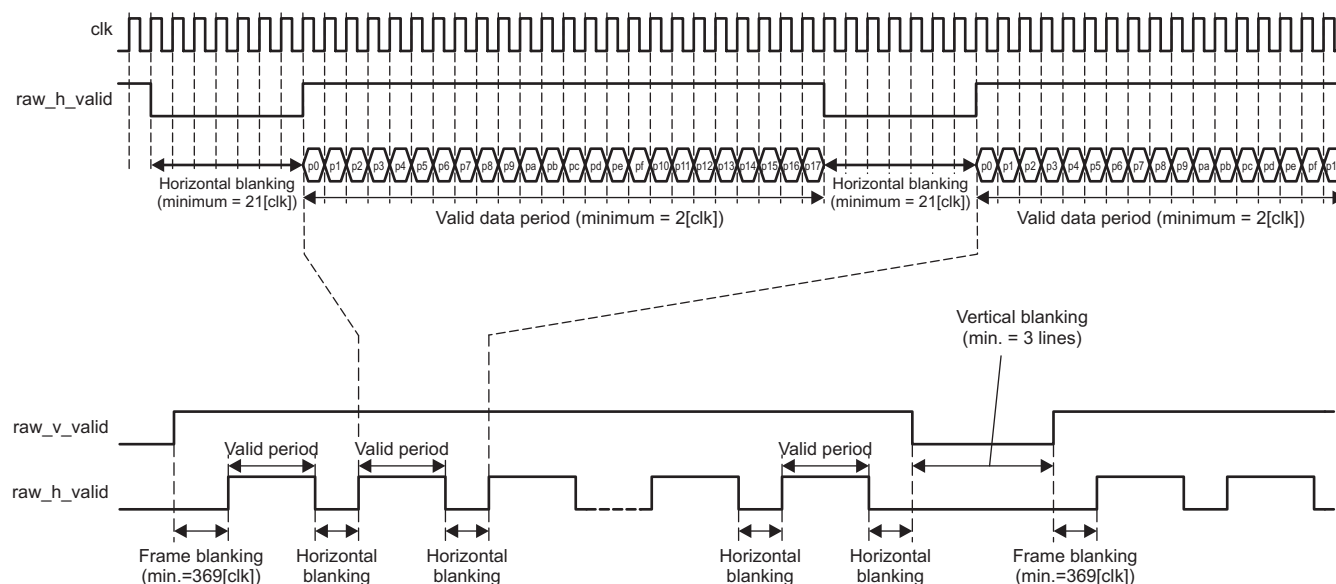 clk
raw_h_valid
p0 p1 p2 p3 p4 p5 p6 p7 p8 p9 pa pb pc pd pe pf p10 p11 p12 p13 p14 p15 p16 p17
p0 p1 p2 p3 p4 p5 p6 p7 p8 p9 pa pb pc pd pe pf
Horizontal blanking
(minimum = 21[clk])
Valid data period (minimum = 2[clk])
Horizontal blanking
(minimum = 21[clk])
Valid data period (minimum = 2[clk])
Vertical blanking
(min. = 3 lines)
raw_v_valid
Valid period
Valid period
Valid period
raw_h_valid
Frame blanking
(min.=369[clk])
Horizontal
blanking
Horizontal
blanking
Horizontal
blanking
Horizontal
blanking
Frame blanking
(min.=369[clk])